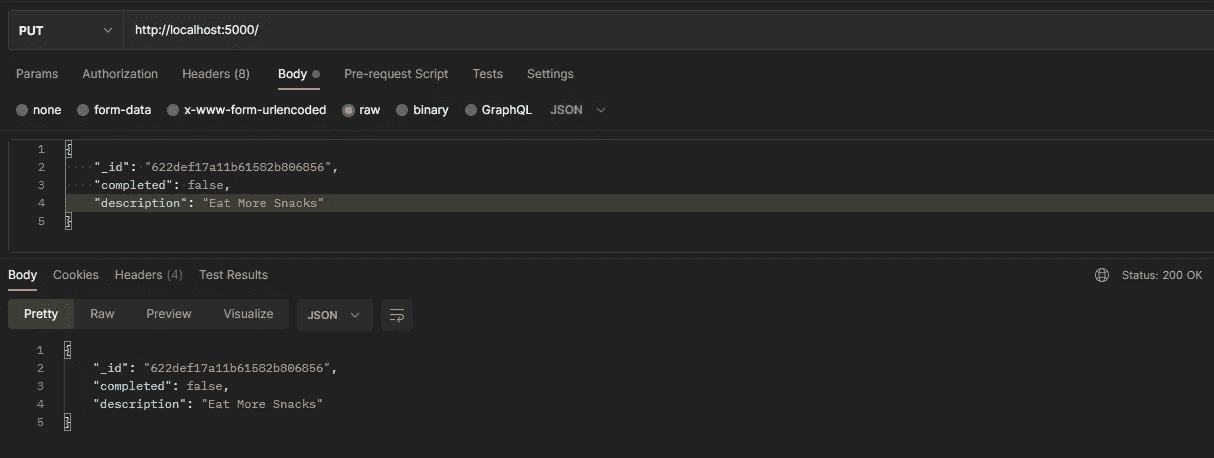 PUT http://localhost:5000/
Params Authorization Headers (8) Body Pre-request Script Tests Settings
none form-data x-www-form-urlencoded raw binary GraphQL JSON
1 {
2 "_id": "622def17a11b61582b806856",
3 "completed": false,
4 "description": "Eat More Snacks"
5 }
Body Cookies Headers (4) Test Results Status: 200 OK
Pretty Raw Preview Visualize JSON
1 {
2 "_id": "622def17a11b61582b806856",
3 "completed": false,
4 "description": "Eat More Snacks"
5 }